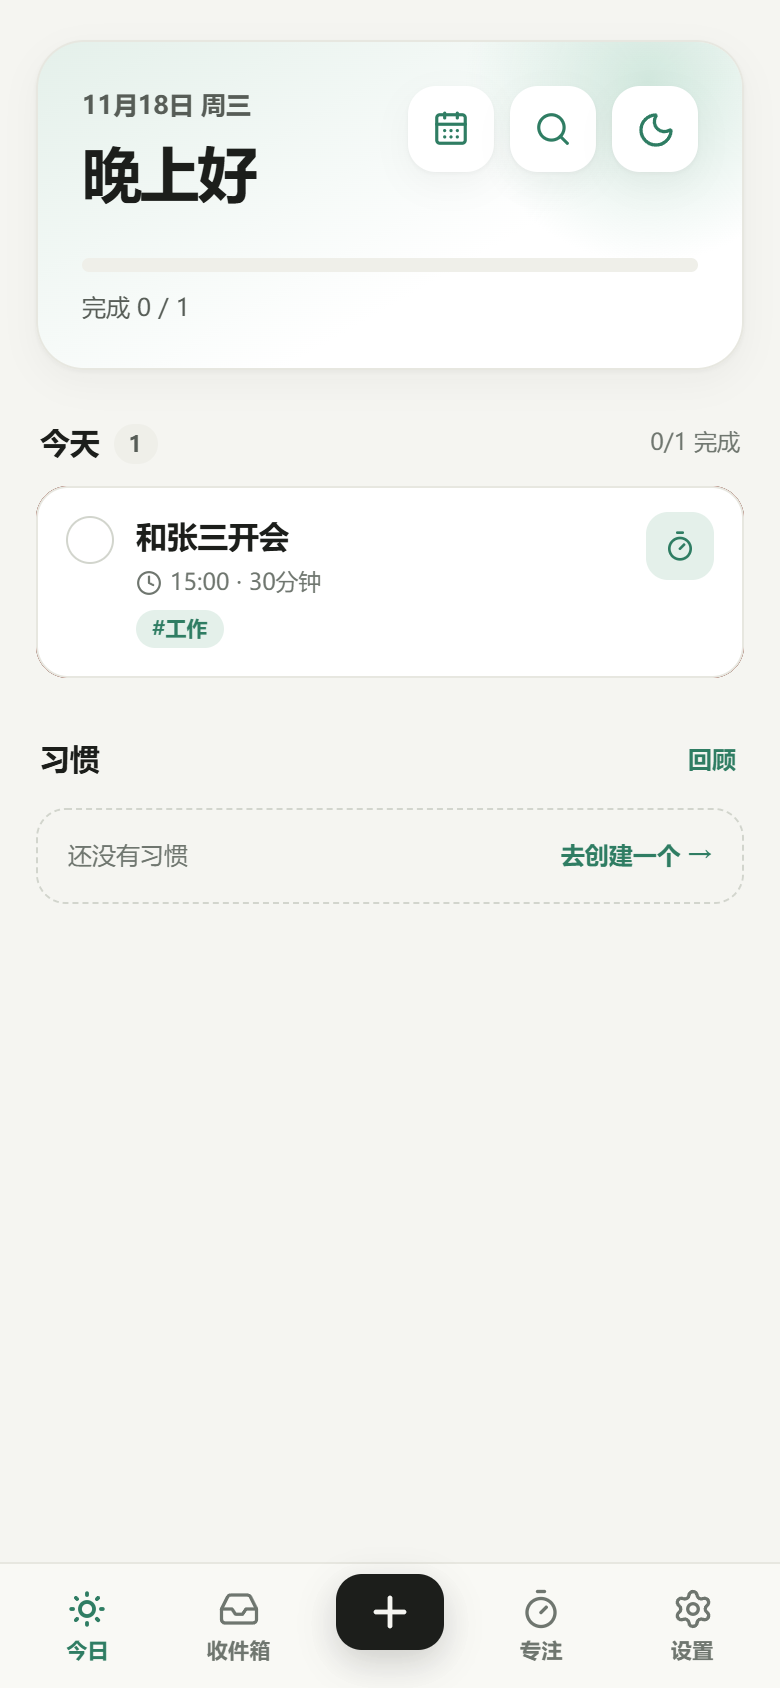 11月18日 周三
晚上好
完成 0 / 1
今天 1
0/1 完成
和张三开会
15:00 · 30分钟
#工作
习惯
回顾
还没有习惯
去创建一个 →
今日
收件箱
专注
设置